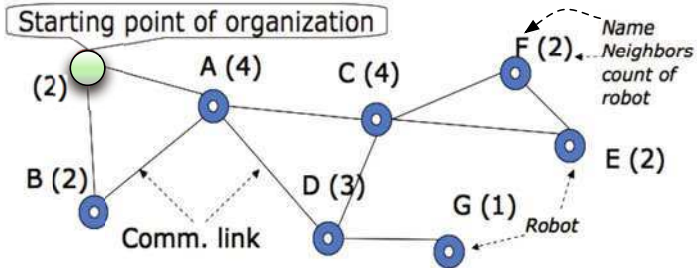 Starting point of organization
(2)
A (4)
C (4)
F (2)
Name
Neighbors
count of
robot
B (2)
D (3)
E (2)
G (1)
Comm. link
Robot